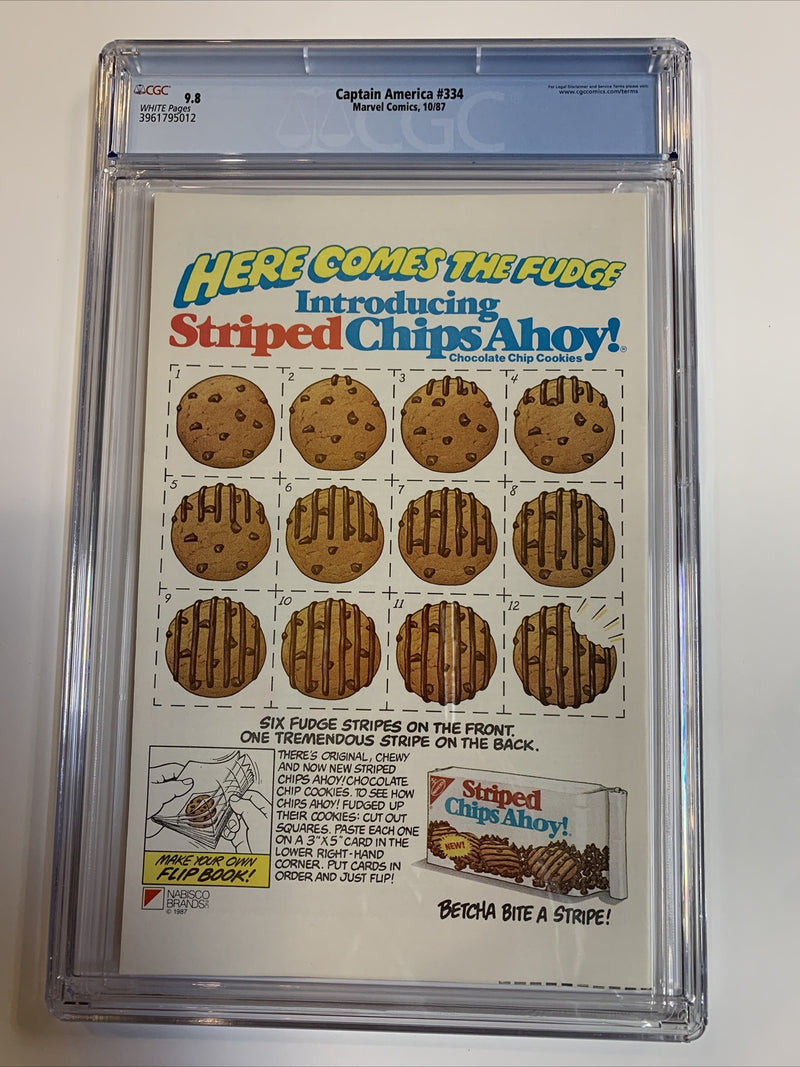 CGC
9.8
WHITE Pages
3961795012
Captain America #334
Marvel Comics, 10/87
For Legal Disclaimer and Service Terms please visit:
www.cgccomics.com/terms
CGC
HERE COMES THE FUDGE
Introducing
Striped Chips Ahoy!®
Chocolate Chip Cookies
1 2 3 4
5 6 7 8
9 10 11 12
SIX FUDGE STRIPES ON THE FRONT.
ONE TREMENDOUS STRIPE ON THE BACK.
THERE'S ORIGINAL, CHEWY
AND NOW NEW STRIPED
CHIPS AHOY! CHOCOLATE
CHIP COOKIES. TO SEE HOW
CHIPS AHOY! FUDGED UP
THEIR COOKIES: CUT OUT
SQUARES. PASTE EACH ONE
ON A 3"X5" CARD IN THE
LOWER RIGHT-HAND
CORNER. PUT CARDS IN
ORDER AND JUST FLIP!
MAKE YOUR OWN
FLIP BOOK!
NABISCO
BRANDS
© 1987
Striped
Chips Ahoy!
NEW!
BETCHA BITE A STRIPE!